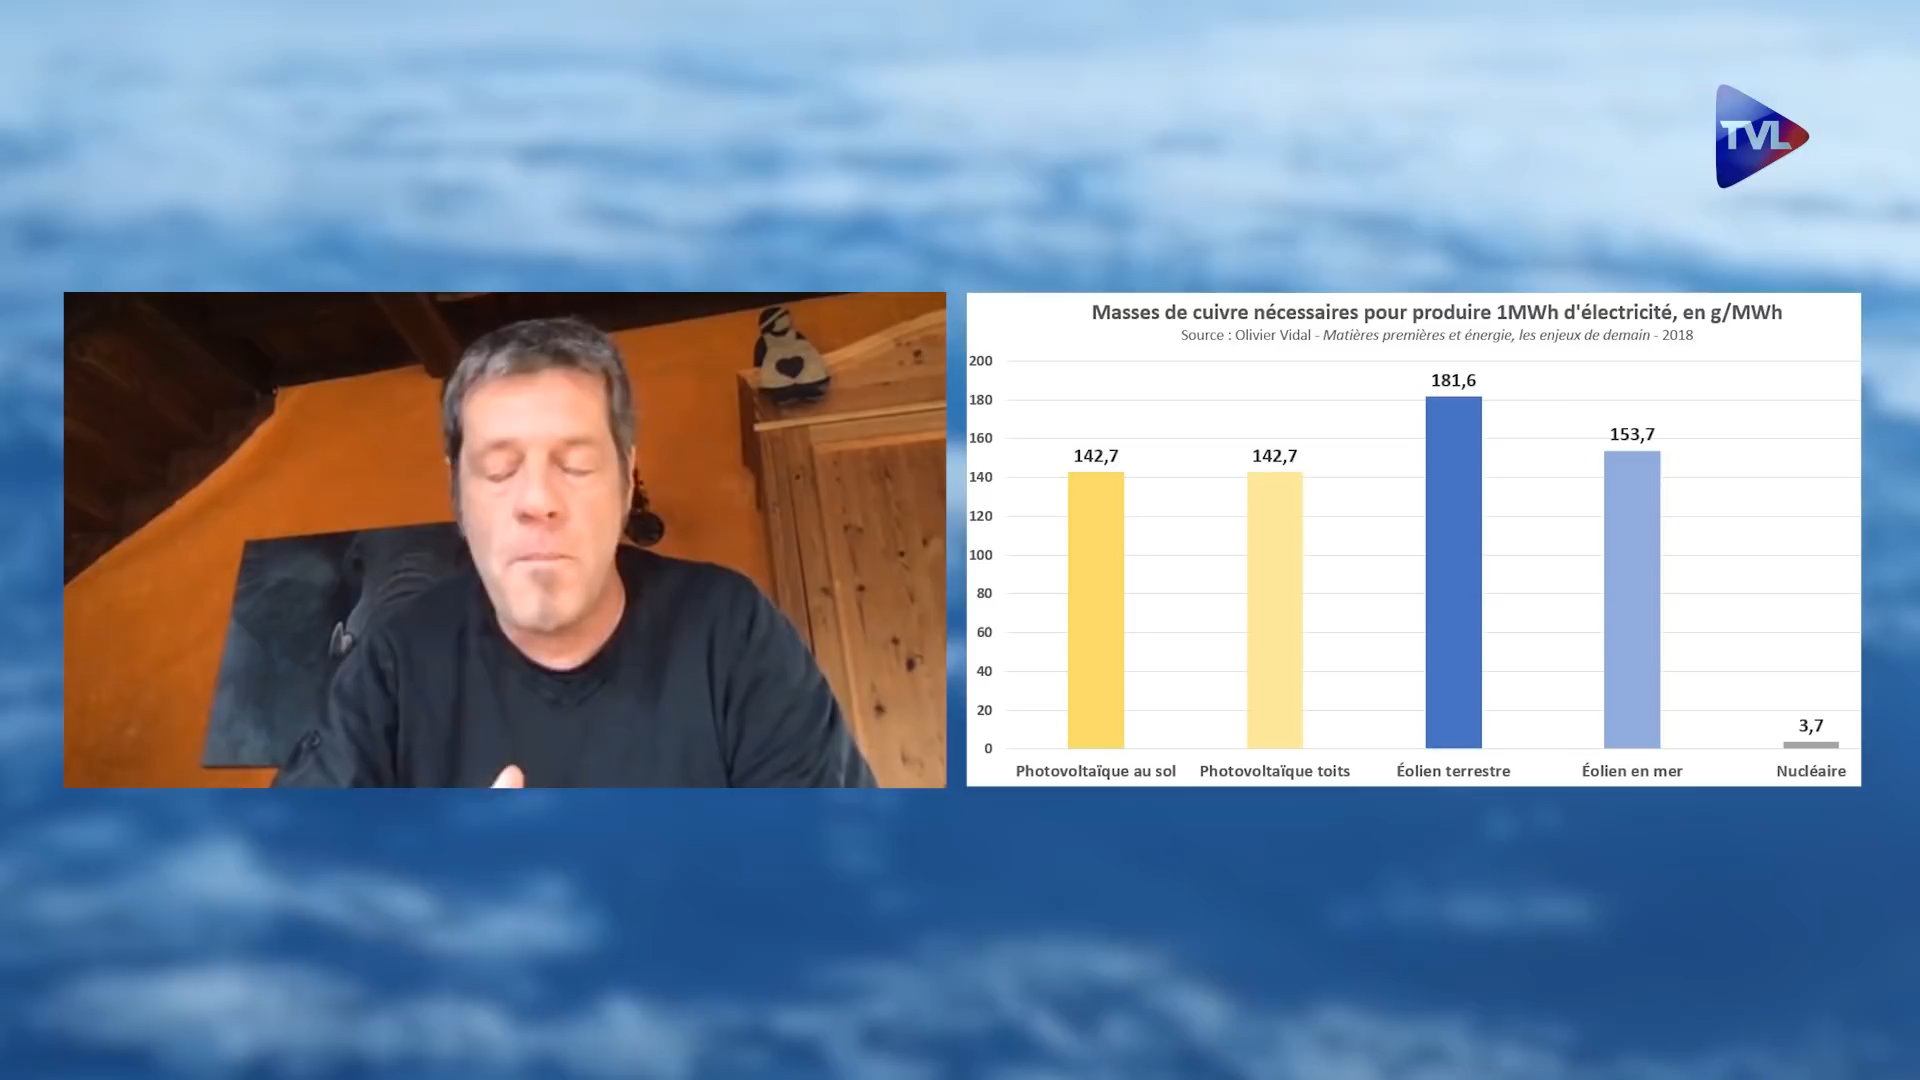 TVL
Masses de cuivre nécessaires pour produire 1MWh d'électricité, en g/MWh
Source : Olivier Vidal - Matières premières et énergie, les enjeux de demain - 2018
200
180
160
140
120
100
80
60
40
20
0
142,7
142,7
181,6
153,7
3,7
Photovoltaïque au sol
Photovoltaïque toits
Éolien terrestre
Éolien en mer
Nucléaire